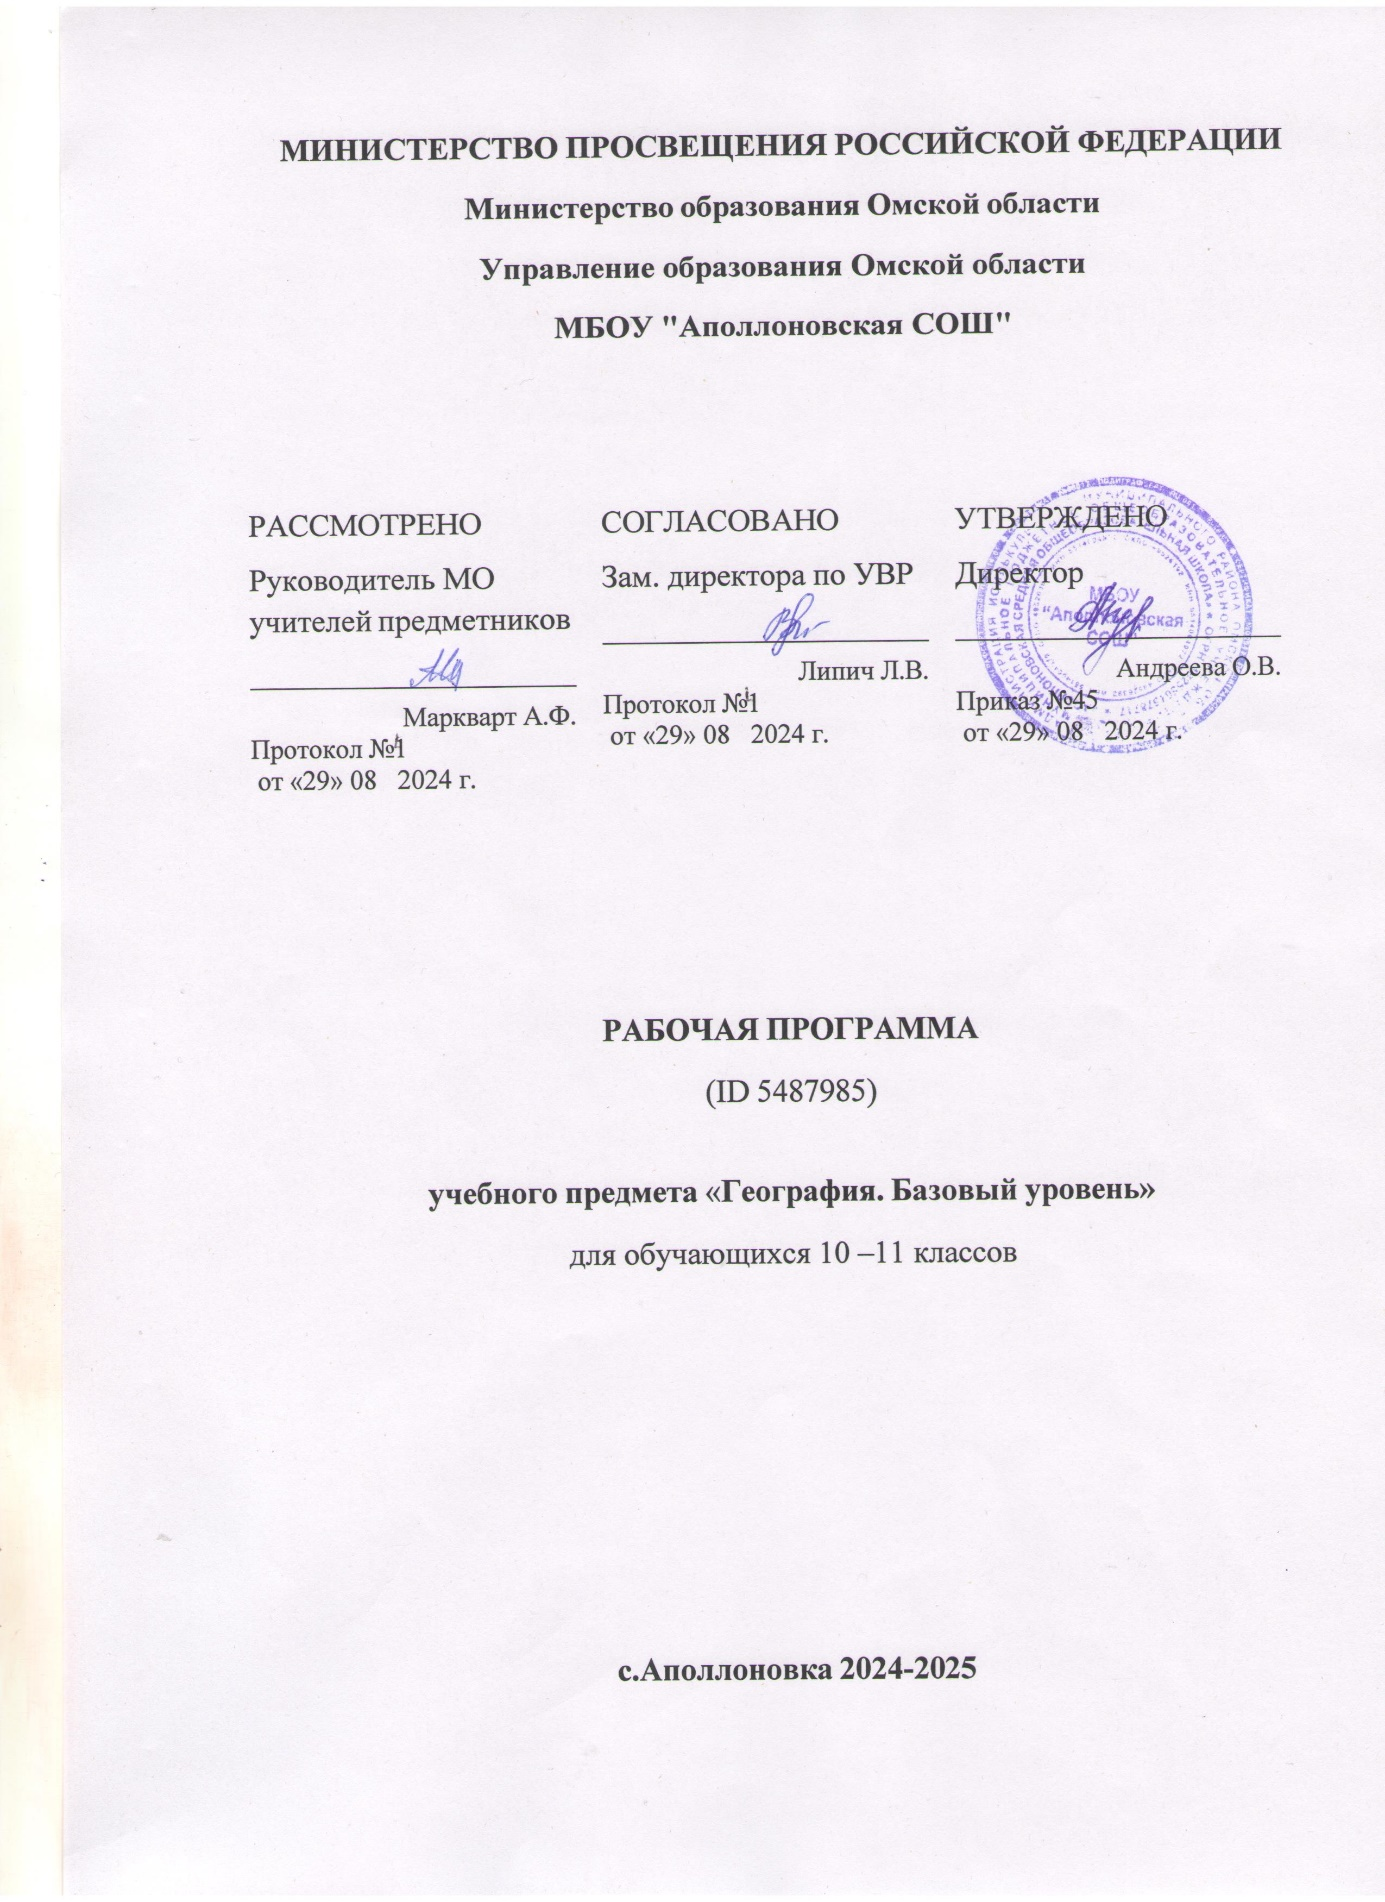 МИНИСТЕРСТВО ПРОСВЕЩЕНИЯ РОССИЙСКОЙ ФЕДЕРАЦИИ
Министерство образования Омской области
Управление образования Омской области
МБОУ "Аполлоновская СОШ"
РАССМОТРЕНО
Руководитель МО
учителей предметников
Маркварт А.Ф.
Протокол №1
от «29» 08 2024 г.
СОГЛАСОВАНО
Зам. директора по УВР
Липич Л.В.
Протокол №1
от «29» 08 2024 г.
УТВЕРЖДЕНО
Директор
Андреева О.В.
Приказ №45
от «29» 08 2024 г.
МБОУ
"Аполлоновская
СОШ"
РАБОЧАЯ ПРОГРАММА
(ID 5487985)
учебного предмета «География. Базовый уровень»
для обучающихся 10 –11 классов
с.Аполлоновка 2024-2025